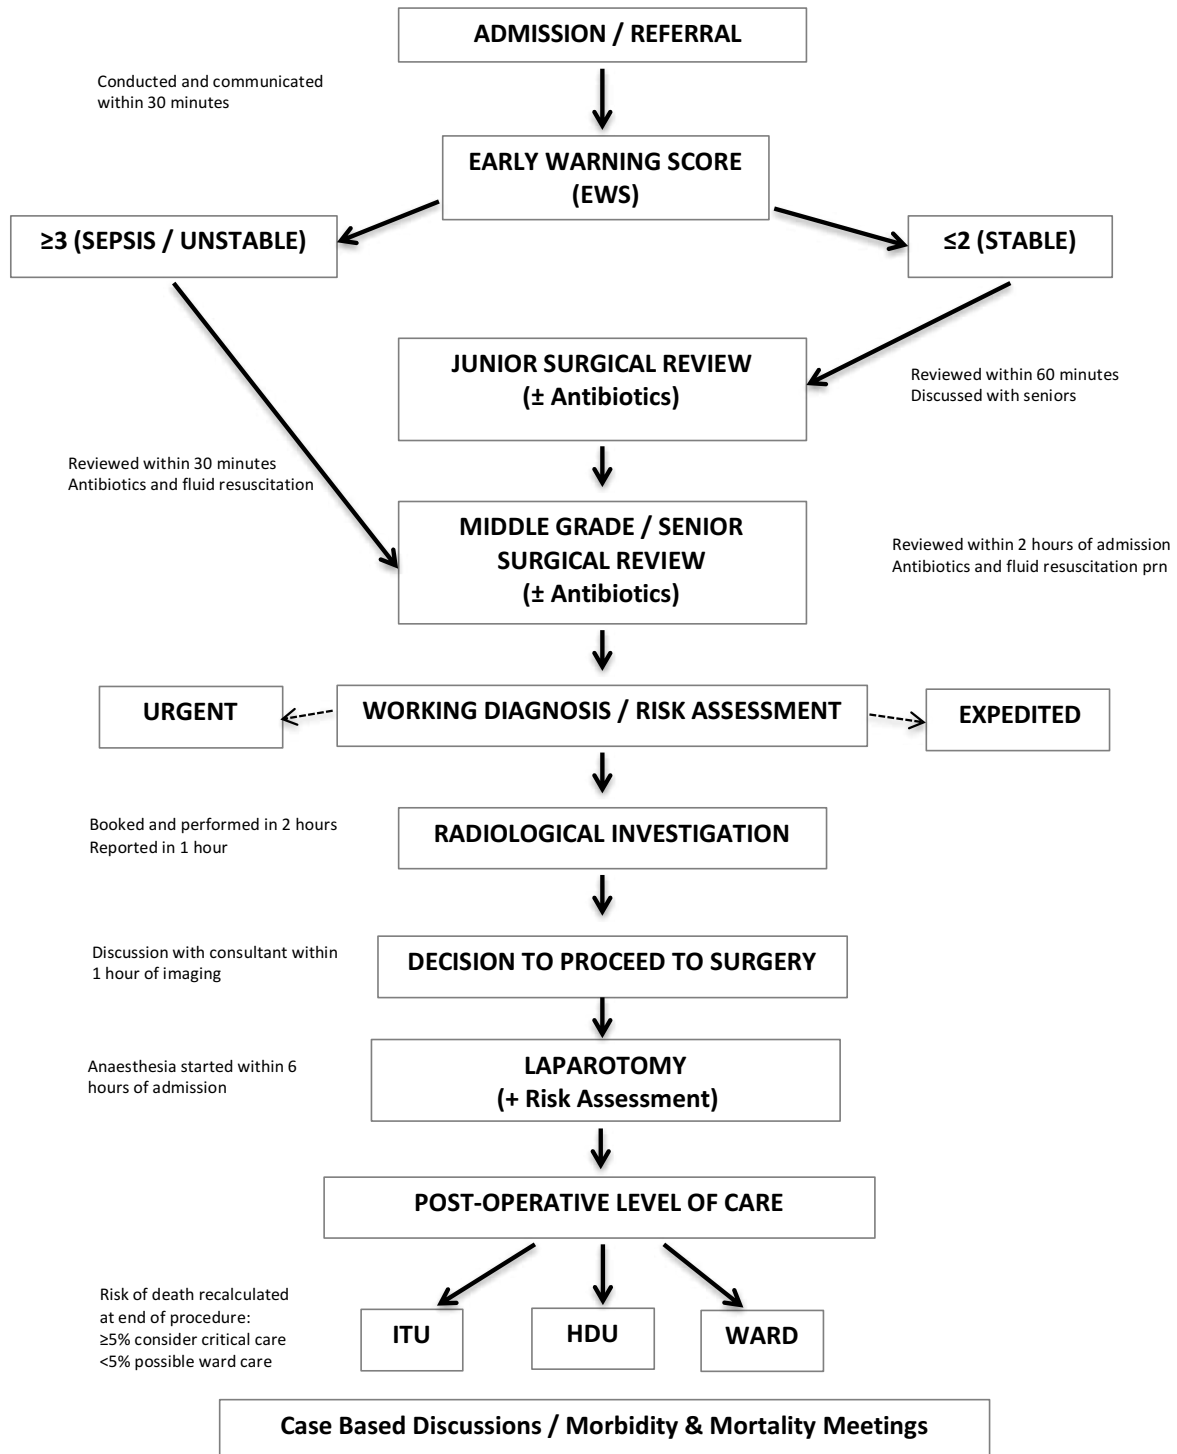 ADMISSION / REFERRAL
Conducted and communicated
within 30 minutes
EARLY WARNING SCORE
(EWS)
≥3 (SEPSIS / UNSTABLE)
≤2 (STABLE)
JUNIOR SURGICAL REVIEW
(± Antibiotics)
Reviewed within 60 minutes
Discussed with seniors
Reviewed within 30 minutes
Antibiotics and fluid resuscitation
MIDDLE GRADE / SENIOR
SURGICAL REVIEW
(± Antibiotics)
Reviewed within 2 hours of admission
Antibiotics and fluid resuscitation prn
URGENT
WORKING DIAGNOSIS / RISK ASSESSMENT
EXPEDITED
Booked and performed in 2 hours
Reported in 1 hour
RADIOLOGICAL INVESTIGATION
Discussion with consultant within
1 hour of imaging
DECISION TO PROCEED TO SURGERY
Anaesthesia started within 6
hours of admission
LAPAROTOMY
(+ Risk Assessment)
POST-OPERATIVE LEVEL OF CARE
Risk of death recalculated
at end of procedure:
≥5% consider critical care
<5% possible ward care
ITU
HDU
WARD
Case Based Discussions / Morbidity & Mortality Meetings